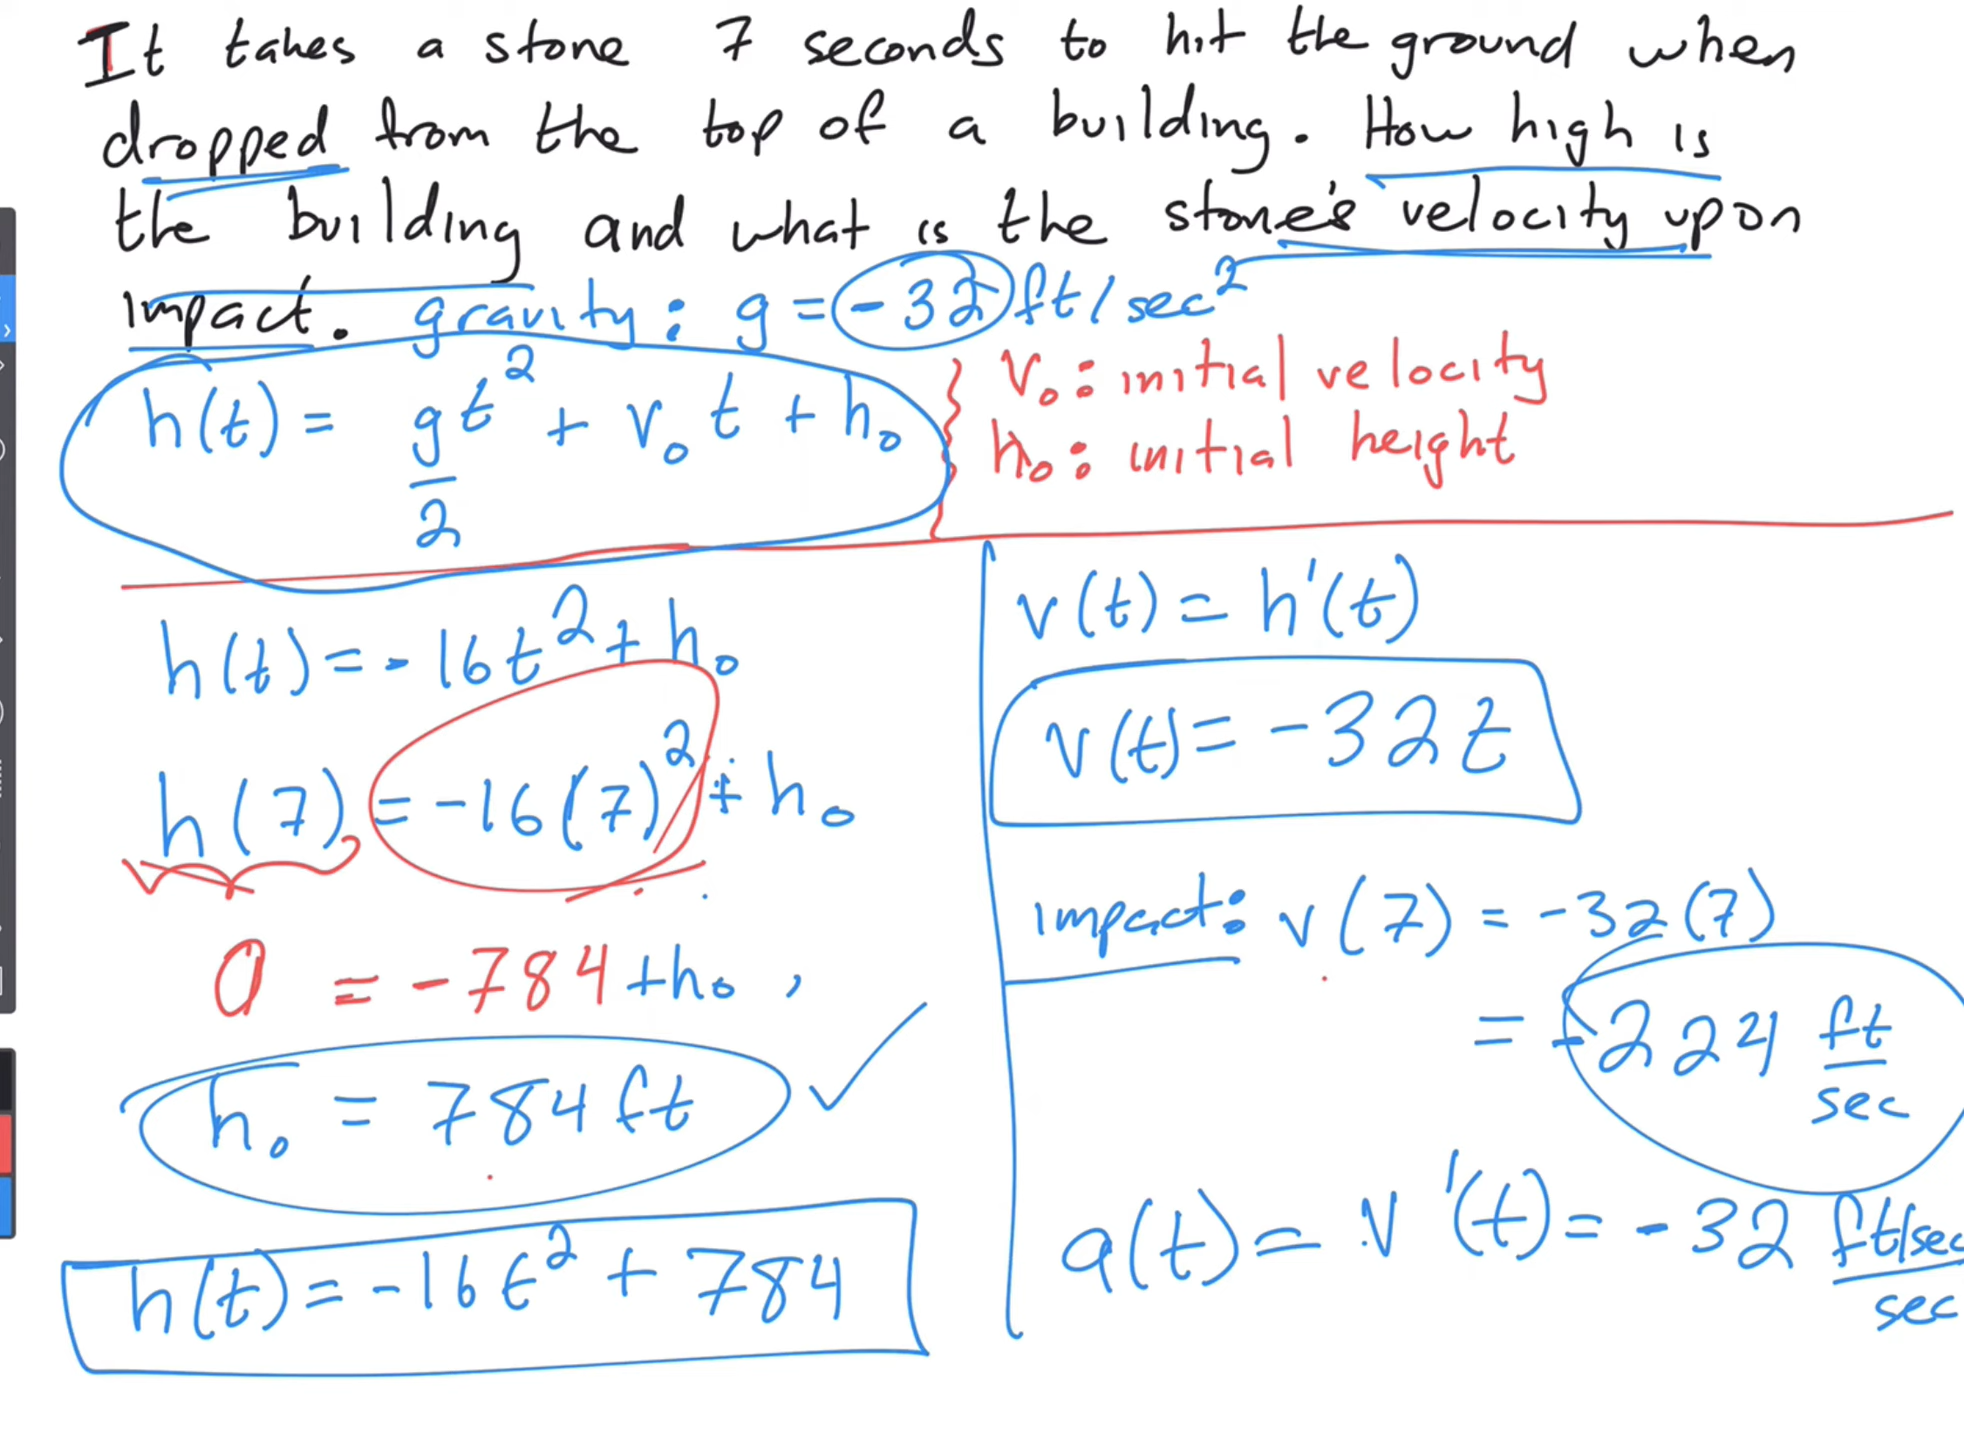 It takes a stone 7 seconds to hit the ground when
dropped from the top of a building. How high is
the building and what is the stone's velocity upon
impact. gravity: g = -32 ft/sec²
h(t) = g/2 t² + v₀t + h₀
v₀: initial velocity
h₀: initial height
h(t) = -16t² + h₀
h(7) = -16(7)² + h₀
0 = -784 + h₀,
h₀ = 784 ft
h(t) = -16t² + 784
v(t) = h'(t)
v(t) = -32t
impact: v(7) = -32(7)
= -224 ft/sec
a(t) = v'(t) = -32 ft/sec/sec